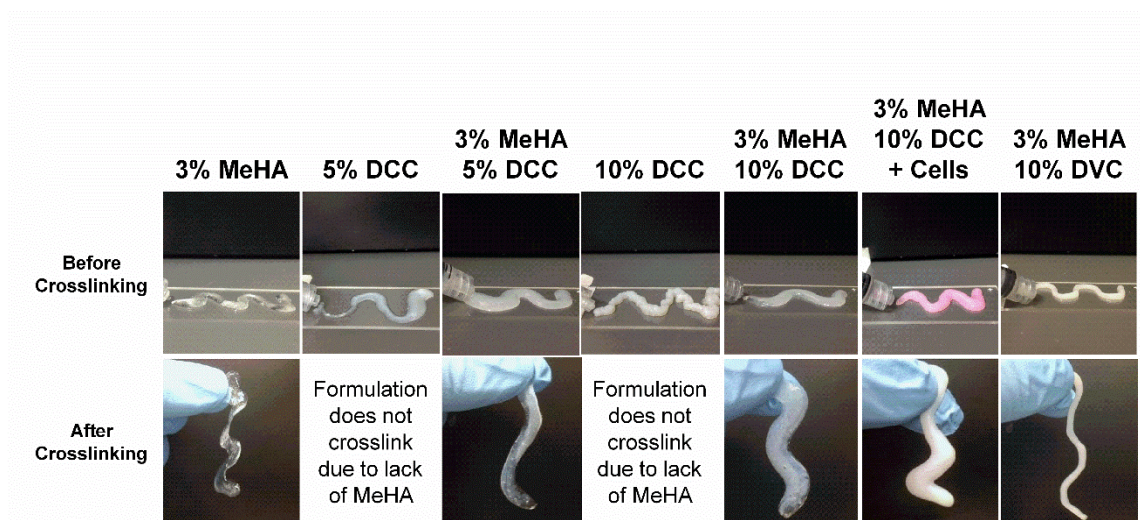 3% MeHA
5% DCC
3% MeHA
5% DCC
10% DCC
3% MeHA
10% DCC
3% MeHA
10% DCC
+ Cells
3% MeHA
10% DVC
Before
Crosslinking
After
Crosslinking
Formulation
does not
crosslink
due to lack
of MeHA
Formulation
does not
crosslink
due to lack
of MeHA